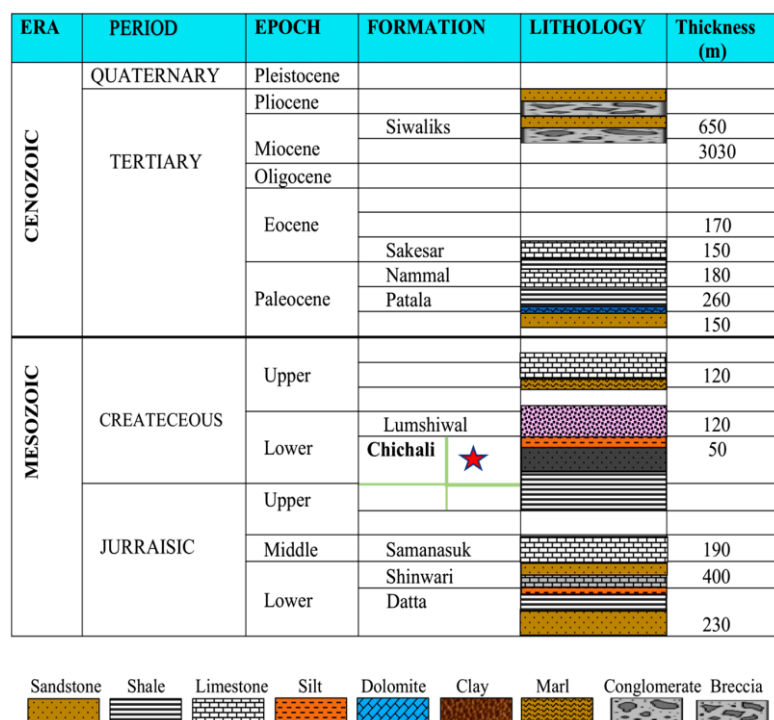 ERA PERIOD EPOCH FORMATION LITHOLOGY Thickness (m)
CENOZOIC
QUATERNARY Pleistocene
TERTIARY
Pliocene
Siwaliks 650
Miocene 3030
Oligocene
Eocene
170
Sakesar 150
Paleocene
Nammal 180
Patala 260
150
MESOZOIC
CREATECEOUS
Upper
120
Lower
Lumshiwal 120
Chichali 50
JURRAISIC
Upper
Middle Samanasuk 190
Lower
Shinwari 400
Datta
230
Sandstone Shale Limestone Silt Dolomite Clay Marl Conglomerate Breccia